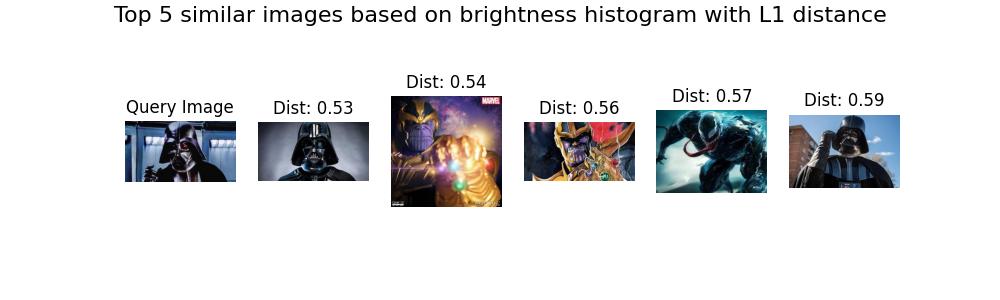 Top 5 similar images based on brightness histogram with L1 distance
Query Image
Dist: 0.53
Dist: 0.54
Dist: 0.56
Dist: 0.57
Dist: 0.59
MARVEL